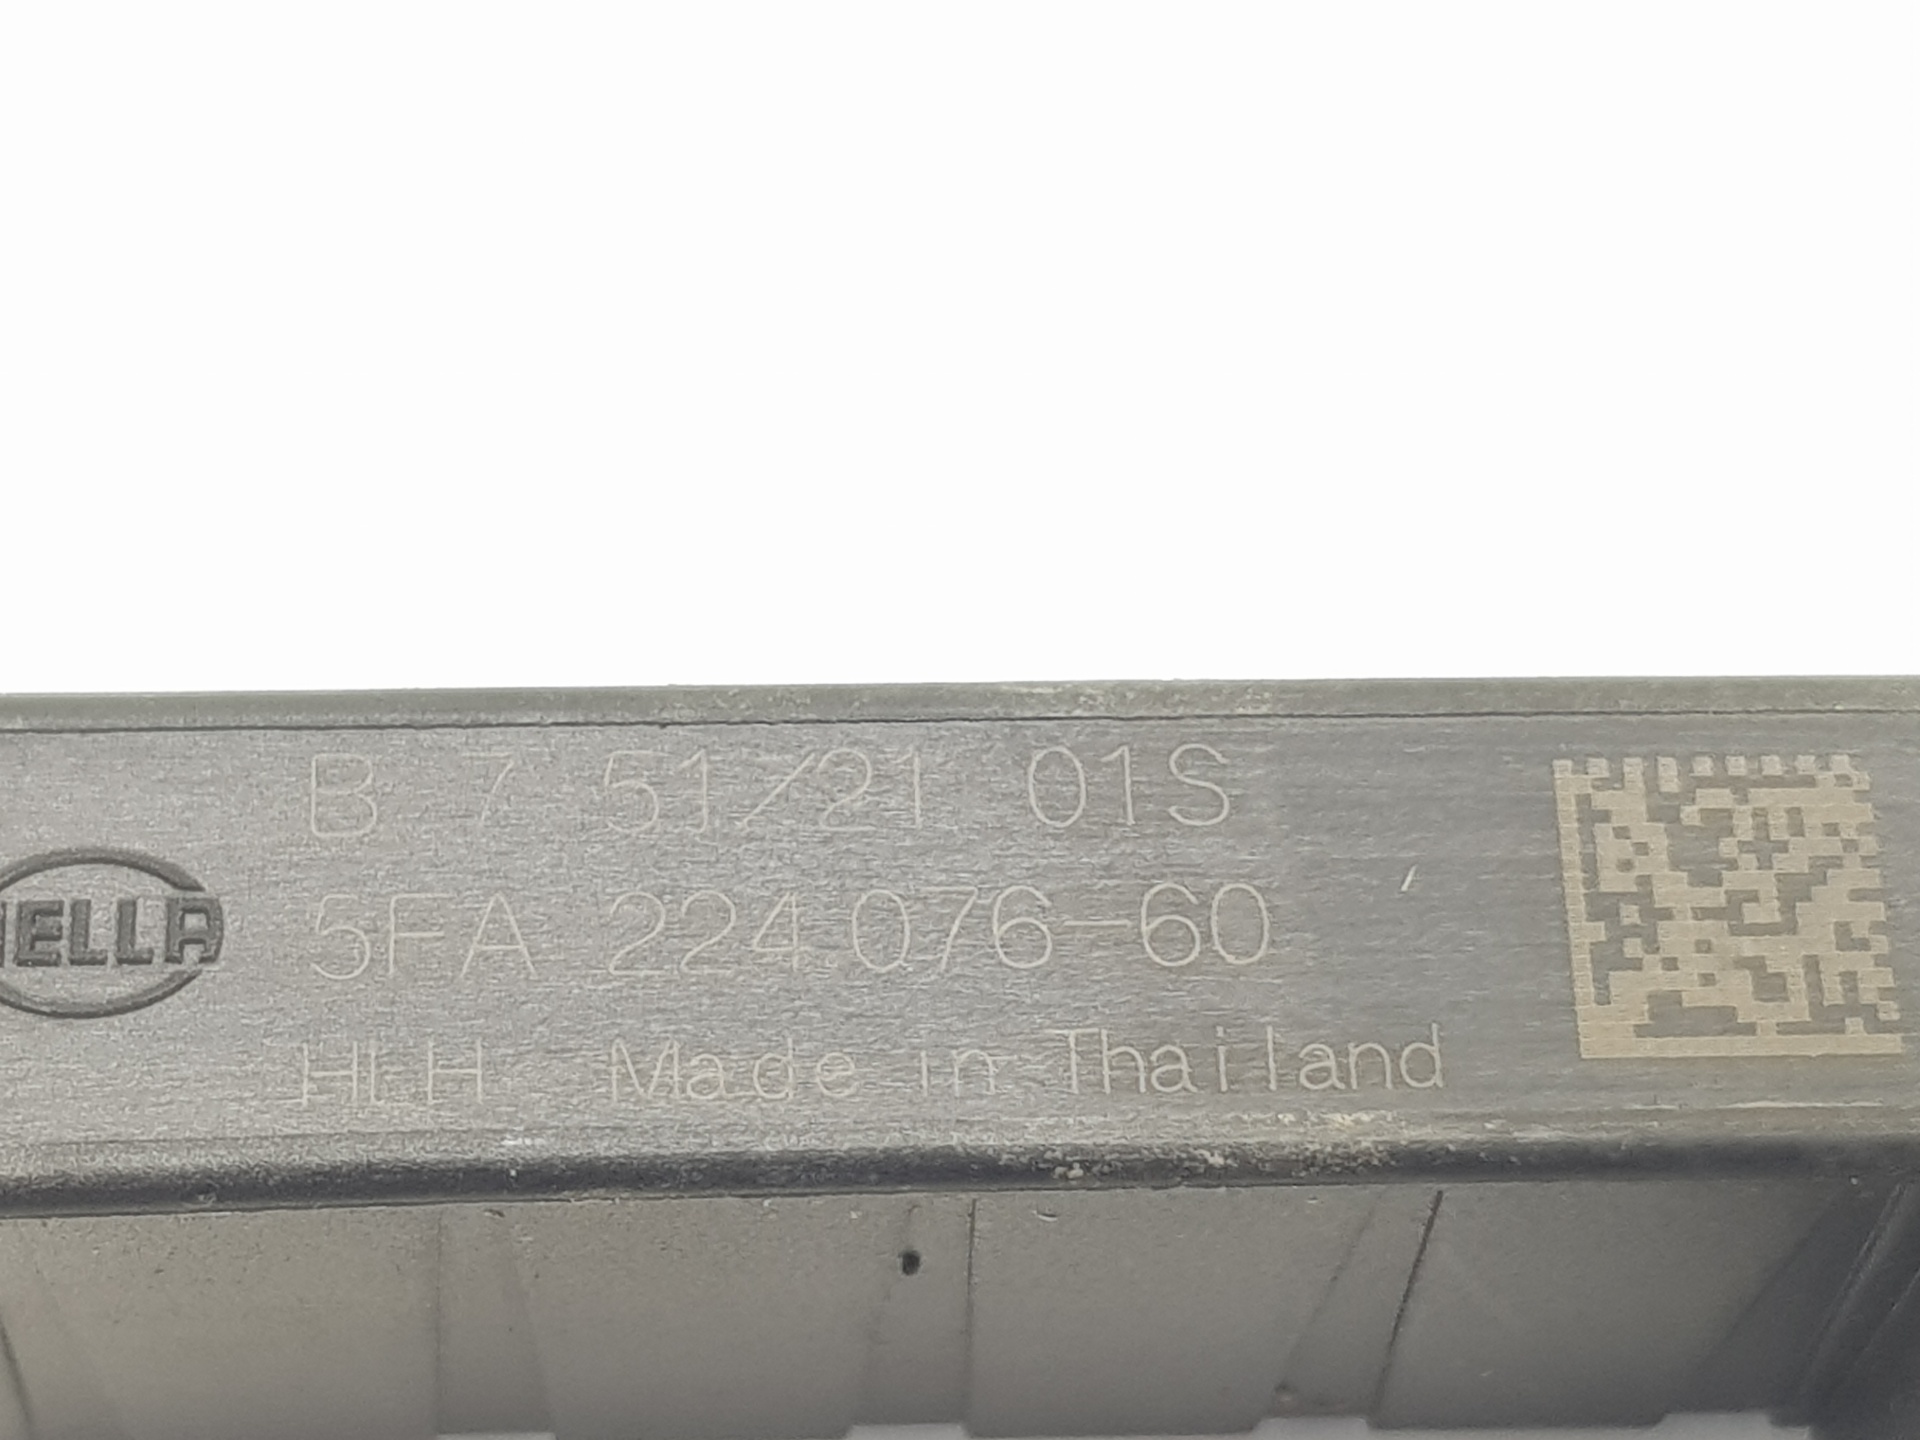 B 7 51/21 01S
HELLA
5FA 224.076-60
HLH Made in Thailand